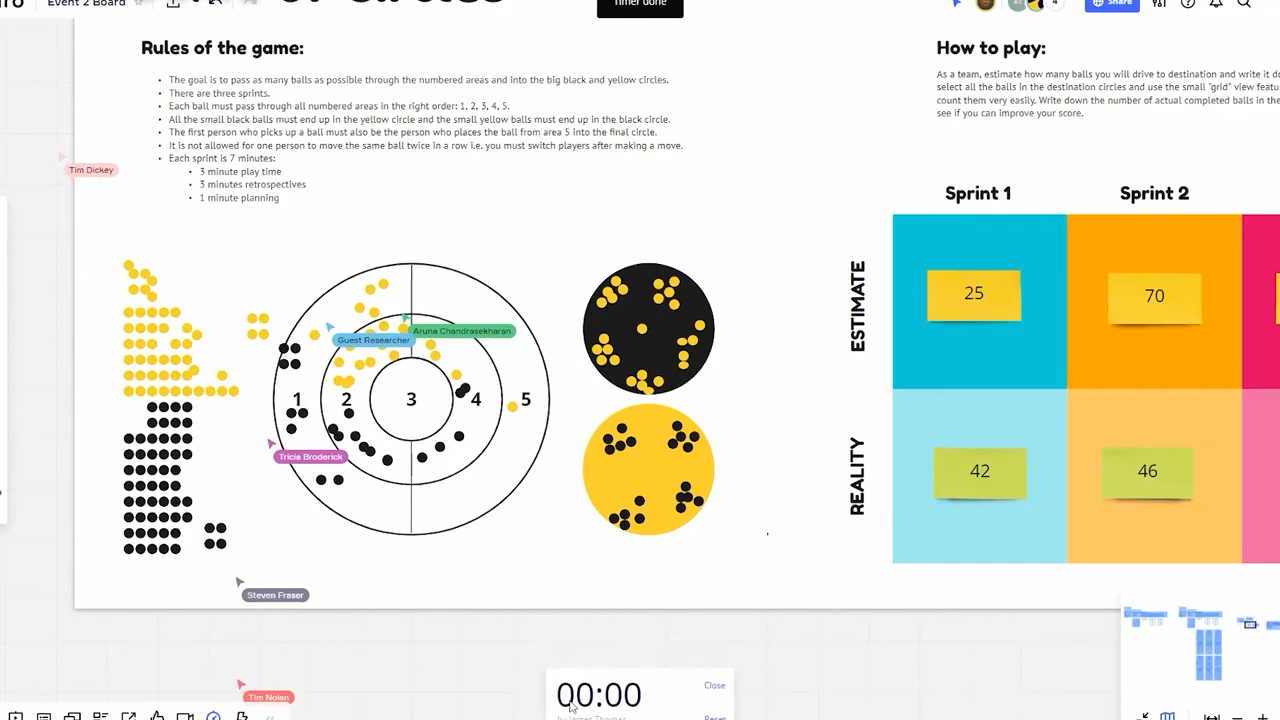 Event 2 Board
Timer done
4
Share
Rules of the game:
• The goal is to pass as many balls as possible through the numbered areas and into the big black and yellow circles.
• There are three sprints.
• Each ball must pass through all numbered areas in the right order: 1, 2, 3, 4, 5.
• All the small black balls must end up in the yellow circle and the small yellow balls must end up in the black circle.
• The first person who picks up a ball must also be the person who places the ball from area 5 into the final circle.
• It is not allowed for one person to move the same ball twice in a row i.e. you must switch players after making a move.
• Each sprint is 7 minutes:
• 3 minute play time
• 3 minutes retrospectives
• 1 minute planning
How to play:
As a team, estimate how many balls you will drive to destination and write it
select all the balls in the destination circles and use the small "grid" view
count them very easily. Write down the number of actual completed balls in the
see if you can improve your score.
Tim Dickey
Sprint 1
Sprint 2
ESTIMATE
25
70
Guest Researcher
Aruna Chandrasekharan
1
2
3
4
5
Tricia Broderick
REALITY
42
46
Steven Fraser
Tim Nolan
00:00
Close
by James Thomas
Reset